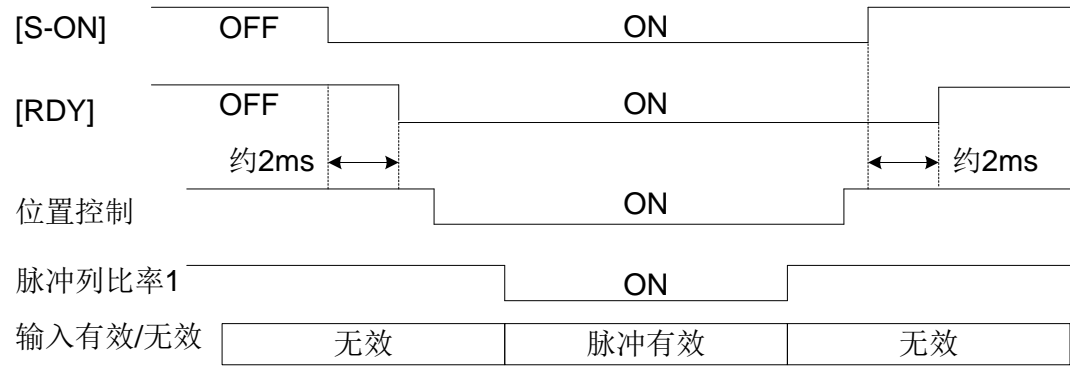 [S-ON] OFF ON
[RDY] OFF ON
约2ms 约2ms
位置控制 ON
脉冲列比率1 ON
输入有效/无效 无效 脉冲有效 无效